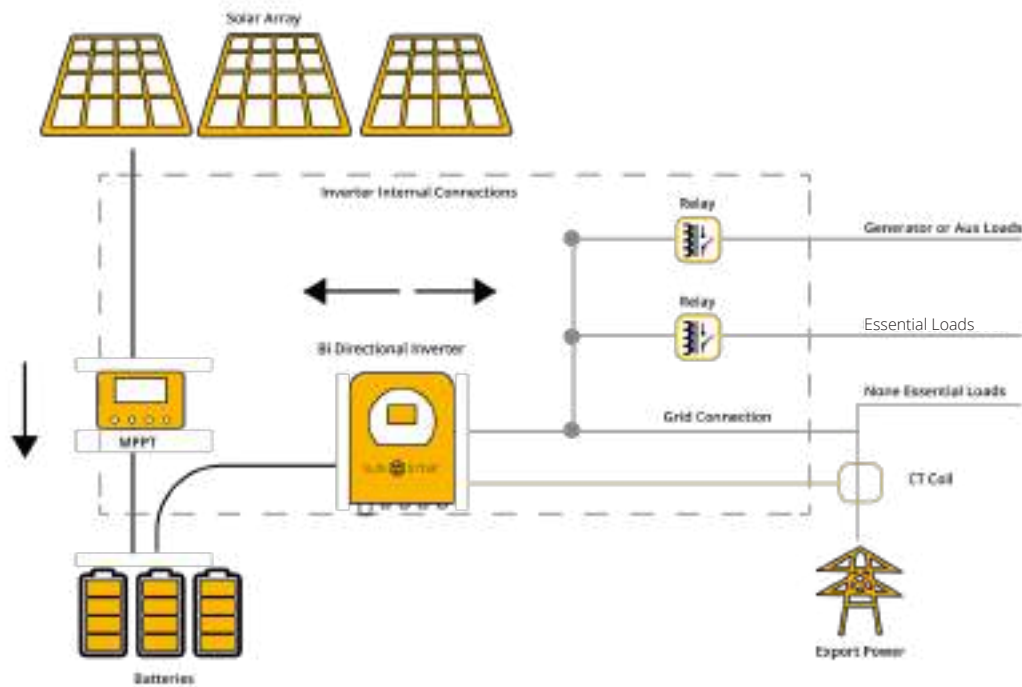 Solar Array
Inverter Internal Connections
Relay
Generator or Aux Loads
Relay
Essential Loads
Bi Directional Inverter
None Essential Loads
MPPT
Grid Connection
CT Coil
Export Power
Batteries